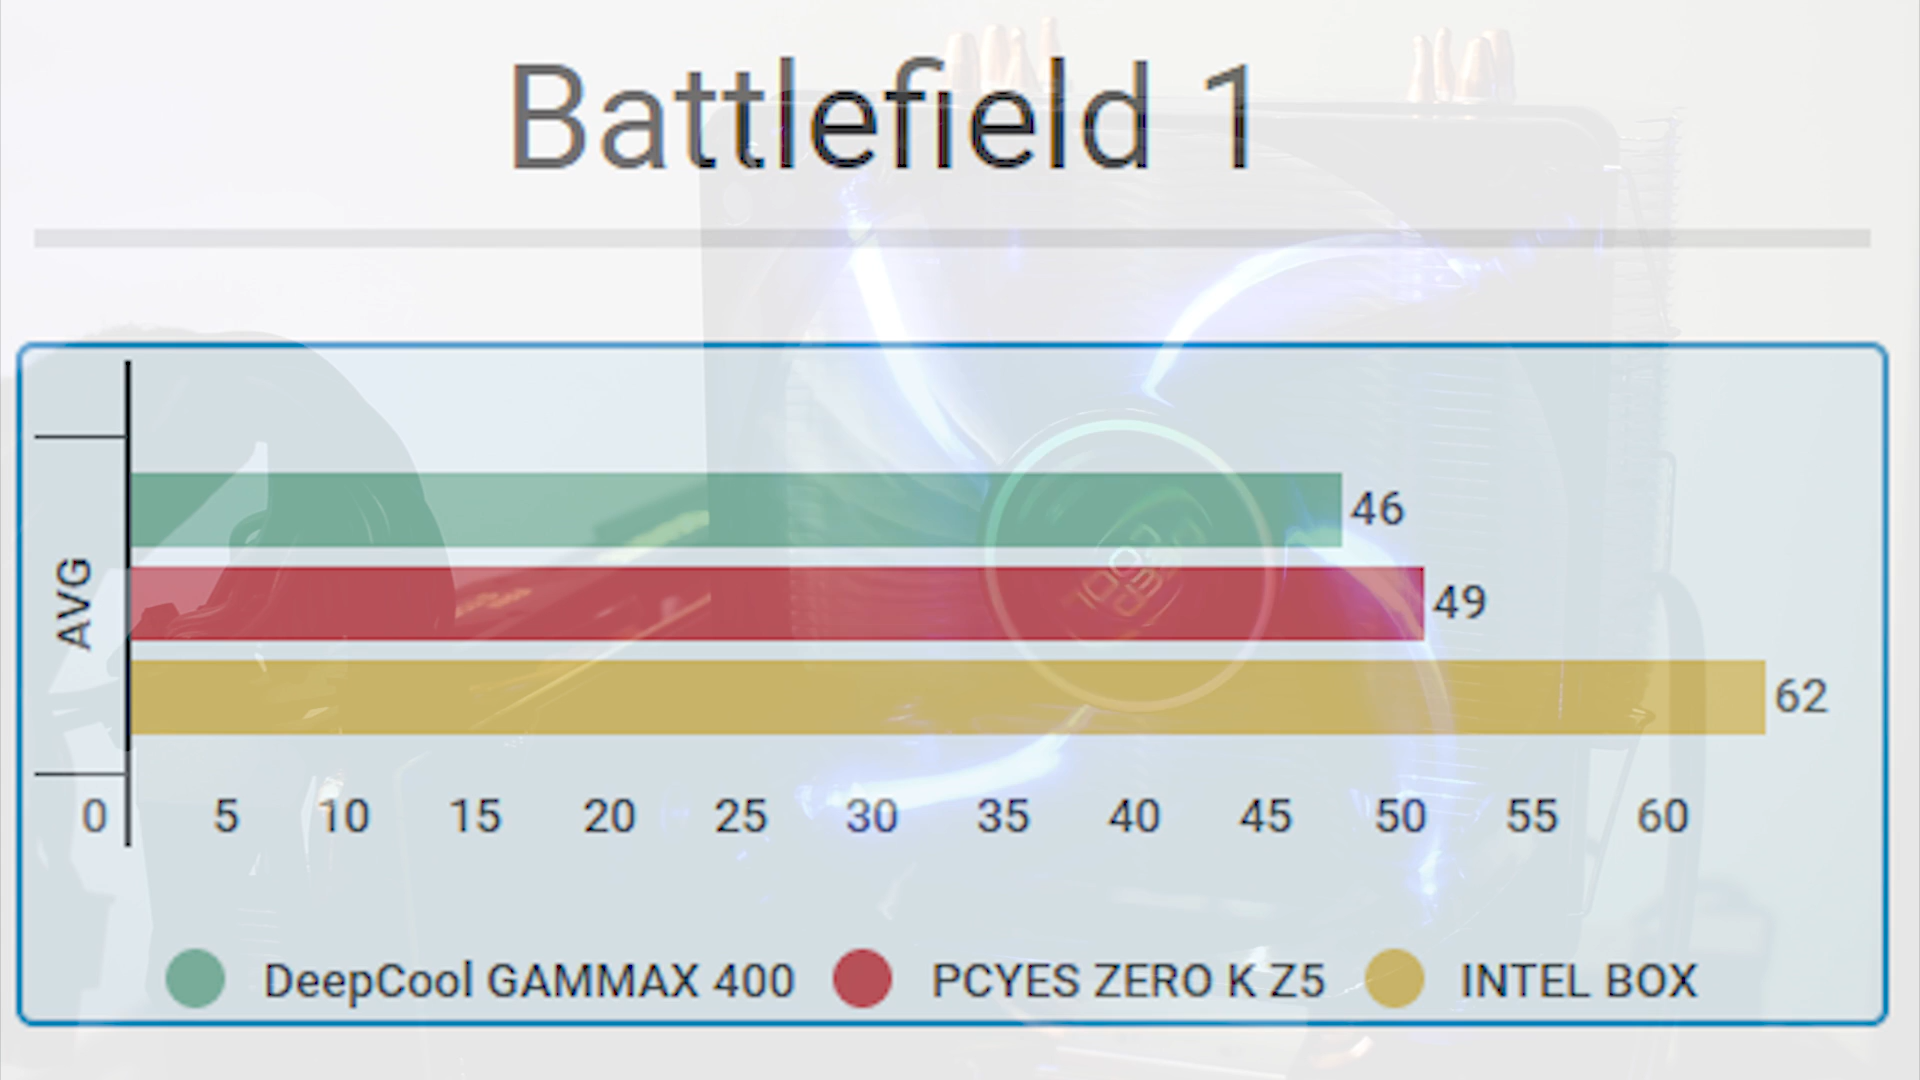 Battlefield 1
46
49
62
AVG
0 5 10 15 20 25 30 35 40 45 50 55 60
DeepCool GAMMAX 400 PCYES ZERO K Z5 INTEL BOX